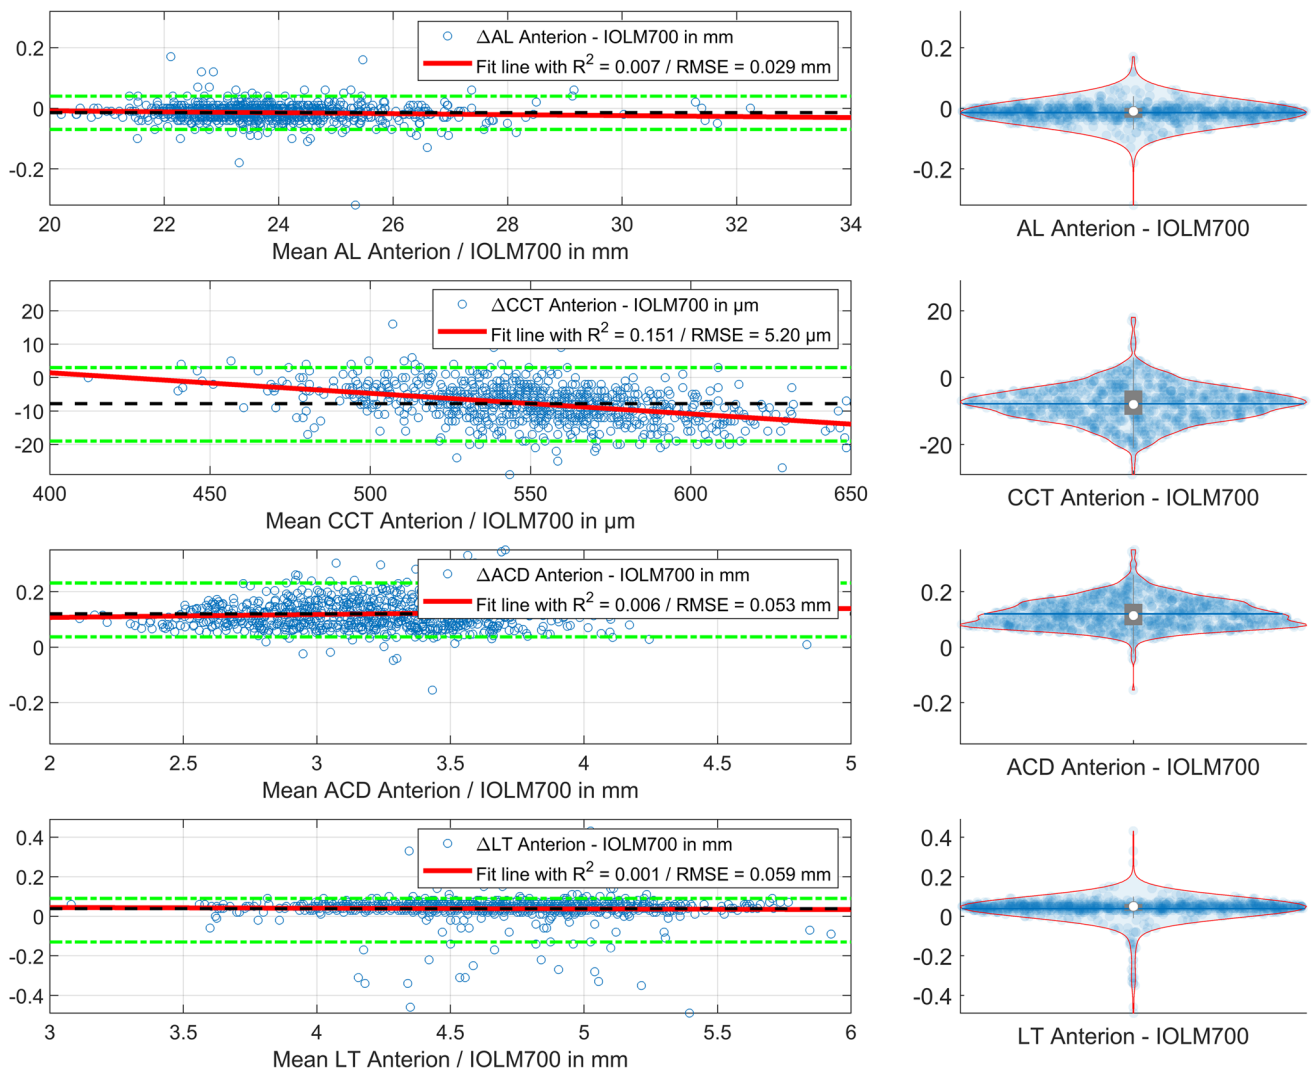 0.2
0
-0.2
ΔAL Anterion - IOLM700 in mm
Fit line with R² = 0.007 / RMSE = 0.029 mm
20 22 24 26 28 30 32 34
Mean AL Anterion / IOLM700 in mm
0.2
0
-0.2
AL Anterion - IOLM700
20
10
0
-10
-20
ΔCCT Anterion - IOLM700 in µm
Fit line with R² = 0.151 / RMSE = 5.20 µm
400 450 500 550 600 650
Mean CCT Anterion / IOLM700 in µm
20
0
-20
CCT Anterion - IOLM700
0.2
0
-0.2
ΔACD Anterion - IOLM700 in mm
Fit line with R² = 0.006 / RMSE = 0.053 mm
2 2.5 3 3.5 4 4.5 5
Mean ACD Anterion / IOLM700 in mm
0.2
0
-0.2
ACD Anterion - IOLM700
0.4
0.2
0
-0.2
-0.4
ΔLT Anterion - IOLM700 in mm
Fit line with R² = 0.001 / RMSE = 0.059 mm
3 3.5 4 4.5 5 5.5 6
Mean LT Anterion / IOLM700 in mm
0.4
0.2
0
-0.2
-0.4
LT Anterion - IOLM700